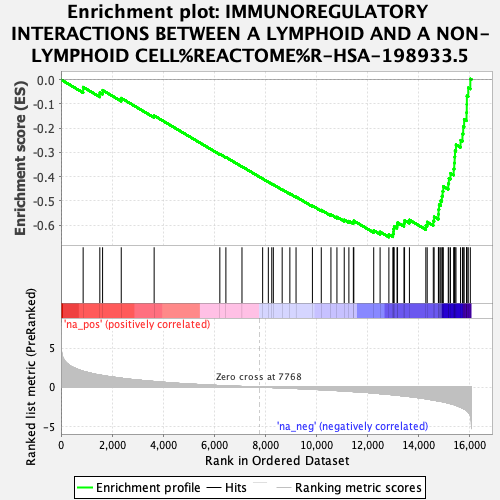 Enrichment plot: IMMUNOREGULATORY
INTERACTIONS BETWEEN A LYMPHOID AND A NON-
LYMPHOID CELL%REACTOME%R-HSA-198933.5
Enrichment score (ES)
0.0
-0.1
-0.2
-0.3
-0.4
-0.5
-0.6
'na_pos' (positively correlated)
Ranked list metric (PreRanked)
5
0
-5
Zero cross at 7768
'na_neg' (negatively correlated)
0
2,000
4,000
6,000
8,000
10,000
12,000
14,000
16,000
Rank in Ordered Dataset
Enrichment profile
Hits
Ranking metric scores